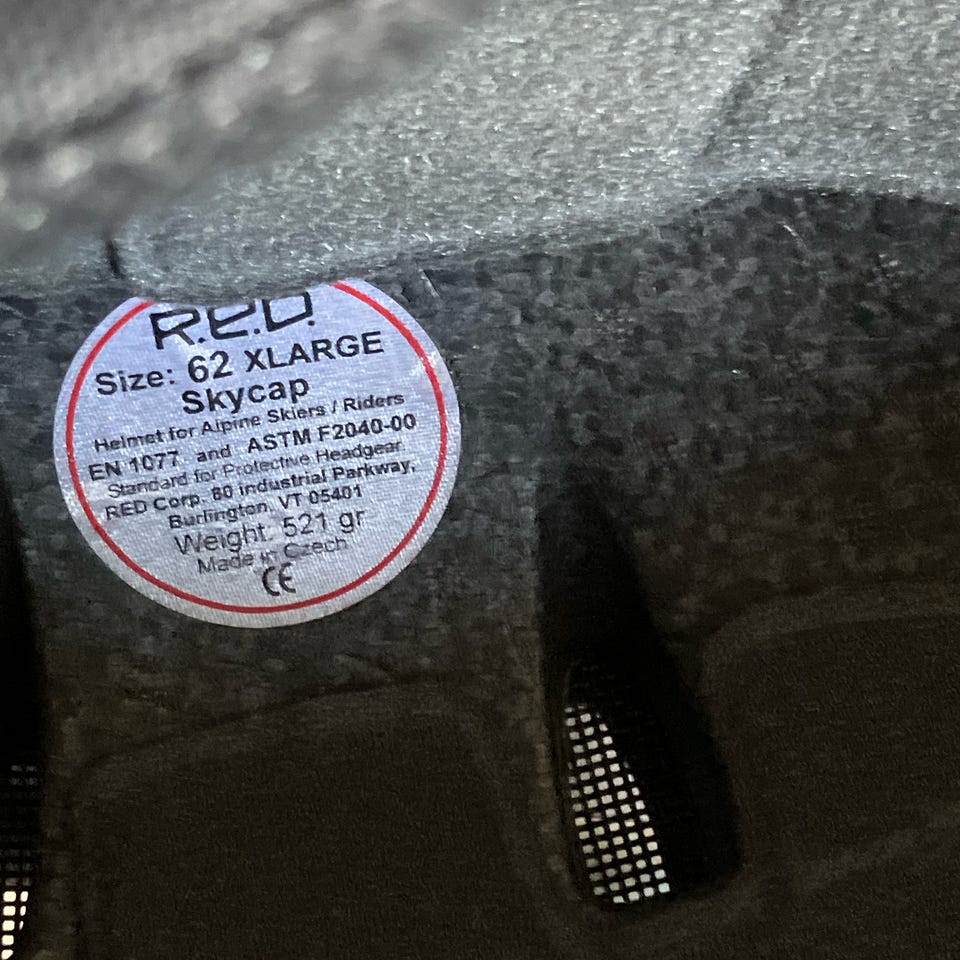 R.E.D.
Size: 62 XLARGE
Skycap
Helmet for Alpine Skiers / Riders
EN 1077 and ASTM F2040-00
Standard for Protective Headgear
RED Corp. 80 industrial Parkway,
Burlington, VT 05401
Weight: 521 gr
Made in Czech
CE